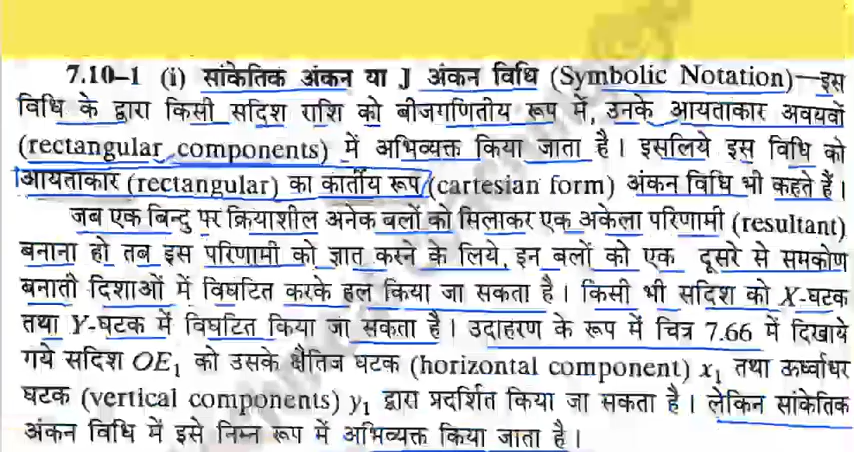 7.10–1 (i) सांकेतिक अंकन या J अंकन विधि (Symbolic Notation)—इस
विधि के द्वारा किसी सदिश राशि को बीजगणितीय रूप में, उनके आयताकार अवयवों
(rectangular components) में अभिव्यक्त किया जाता है। इसलिये इस विधि को
आयताकार (rectangular) का कार्तीय रूप (cartesian form) अंकन विधि भी कहते हैं।
जब एक बिन्दु पर क्रियाशील अनेक बलों को मिलाकर एक अकेला परिणामी (resultant)
बनाना हो तब इस परिणामी को ज्ञात करने के लिये, इन बलों को एक दूसरे से समकोण
बनाती दिशाओं में विघटित करके हल किया जा सकता है। किसी भी सदिश को X-घटक
तथा Y-घटक में विघटित किया जा सकता है। उदाहरण के रूप में चित्र 7.66 में दिखाये
गये सदिश OE₁ को उसके क्षैतिज घटक (horizontal component) x₁ तथा ऊर्ध्वाधर
घटक (vertical components) y₁ द्वारा प्रदर्शित किया जा सकता है। लेकिन सांकेतिक
अंकन विधि में इसे निम्न रूप में अभिव्यक्त किया जाता है।